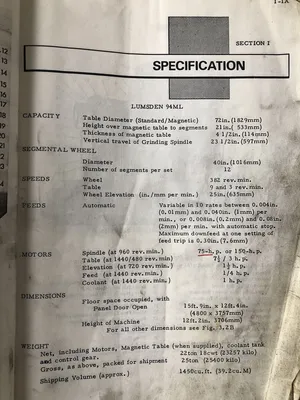 I-1A
SECTION I
SPECIFICATION
LUMSDEN 94ML
CAPACITY Table Diameter (Standard/Magnetic) 72in.(1829mm)
Height over magnetic table to segments 21in.( 533mm)
Thickness of magnetic table 4 1/2in.(114mm)
Vertical travel of Grinding Spindle 23 1/2in.(597mm)
SEGMENTAL WHEEL
Diameter 40in.(1016mm)
Number of segments per set 12
SPEEDS Wheel 382 rev.min.
Table 9 and 3 rev.min.
Wheel Elevation (in./mm per min.) 25in.(635mm)
FEEDS Automatic Variable in 10 rates between 0.004in.
(0.01mm) and 0.04in. (1mm) per
min., or 0.008in.(0.2mm) and 0.08in.
(2mm) per min. with automatic stop.
Maximum downfeed at one setting of
feed trip is 0.30in.(7.6mm)
MOTORS Spindle (at 960 rev.min.) 75-h.p. or 150-h.p.
Table (at 1440/480 rev.min) 7½ / 3 h.p.
Elevation (at 720 rev.min.) 1½ h.p.
Feed (at 1440 rev.min.) 1/4 h.p.
Coolant (at 1440 rev.min.) 1 h.p.
DIMENSIONS
Floor space occupied, with
Panel Door Open 15ft.9in. x 12ft.4in.
(4800 x 3757mm)
Height of Machine 12ft.2in. 3706mm)
For all other dimensions see Fig. 3.2B
WEIGHT
Net, including Motors, Magnetic Table (when supplied), coolant tank
and control gear. 22ton 18cwt (23257 kilo)
Gross, as above, packed for shipment 25ton (25400 kilo)
Shipping Volume (approx.) 1450cu.ft. (39.2cu.M)